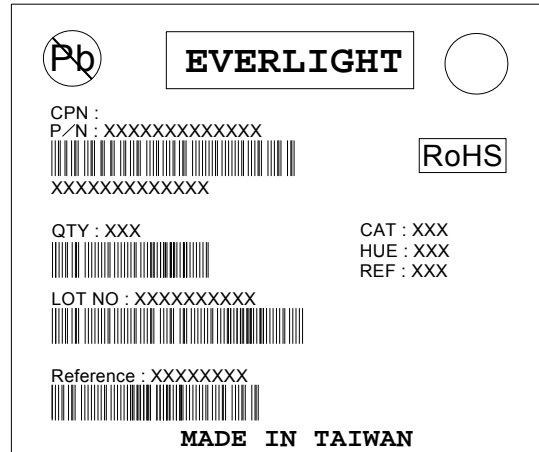 Pb
EVERLIGHT
CPN :
P/N : XXXXXXXXXXXXX
RoHS
XXXXXXXXXXXXX
QTY : XXX
CAT : XXX
HUE : XXX
REF : XXX
LOT NO : XXXXXXXXXX
Reference : XXXXXXXX
MADE IN TAIWAN